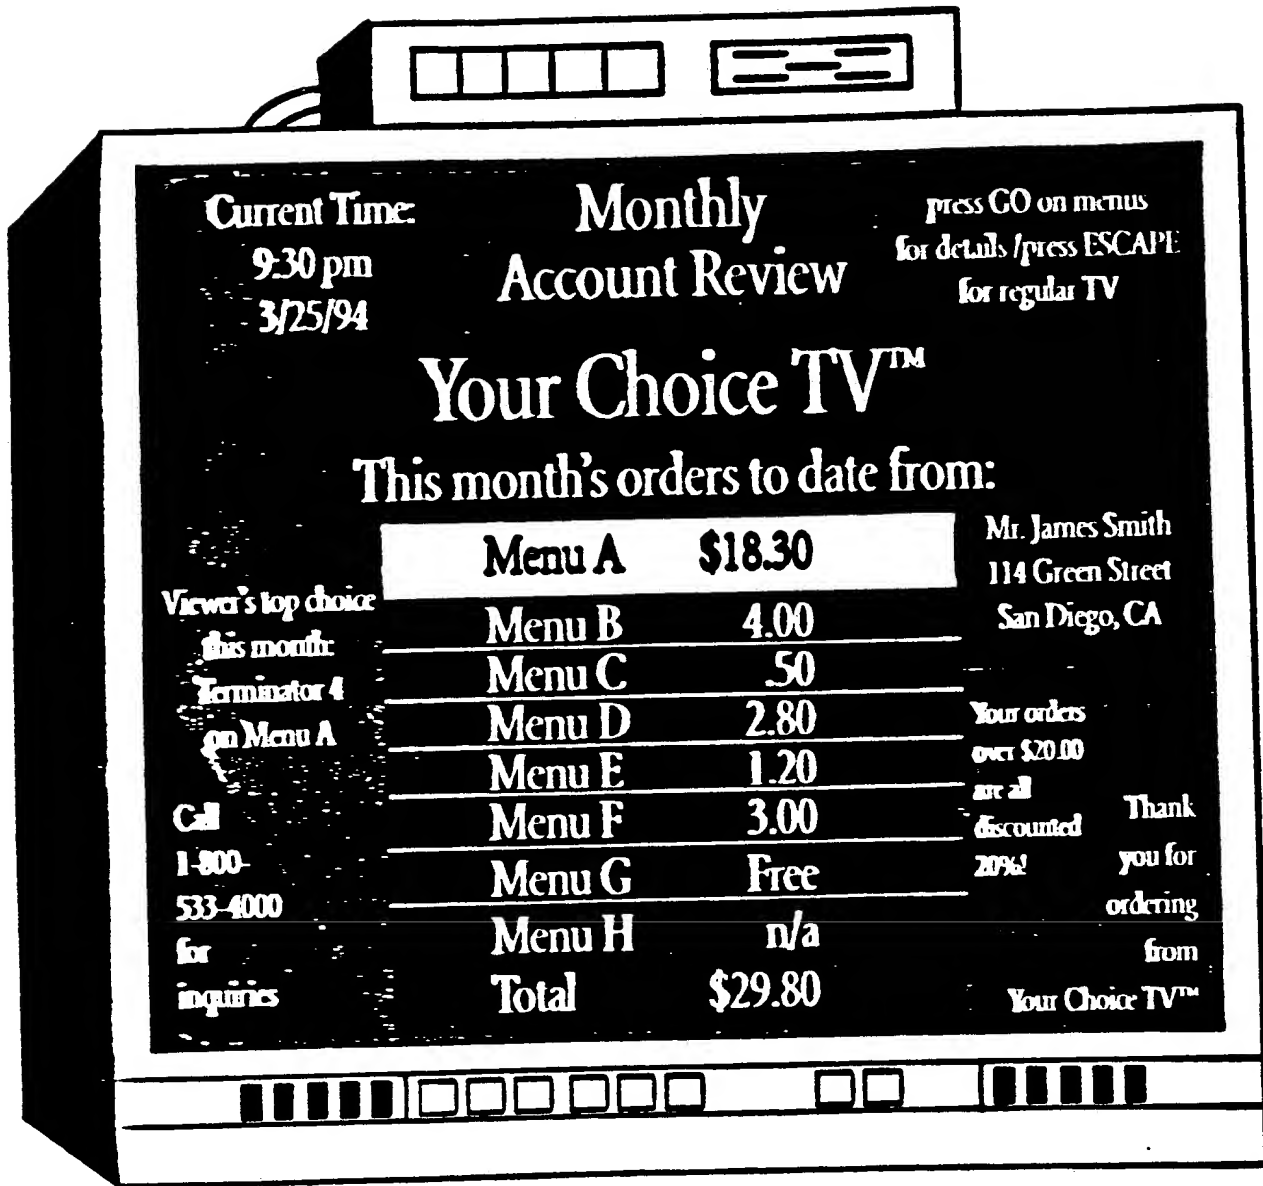 Current Time:
9:30 pm
3/25/94
Monthly
Account Review
press GO on menus
for details /press ESCAPE
for regular TV
Your Choice TV™
This month's orders to date from:
Menu A $18.30
Menu B 4.00
Menu C .50
Menu D 2.80
Menu E 1.20
Menu F 3.00
Menu G Free
Menu H n/a
Total $29.80
Viewer's top choice
this month:
Terminator 4
on Menu A
Call
1-800-
533-4000
for
inquiries
Mr. James Smith
114 Green Street
San Diego, CA
Your orders
over $20.00
are all
discounted
20%!
Thank
you for
ordering
from
Your Choice TV™